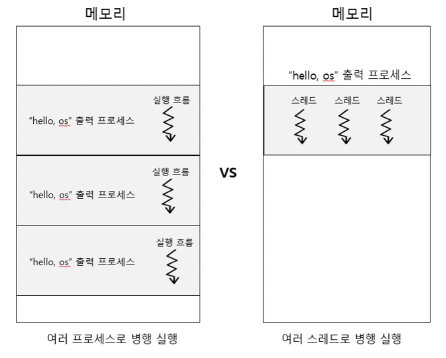 메모리
실행 흐름
"hello, os" 출력 프로세스
실행 흐름
"hello, os" 출력 프로세스
실행 흐름
"hello, os" 출력 프로세스
여러 프로세스로 병행 실행
VS
메모리
"hello, os" 출력 프로세스
스레드 스레드 스레드
여러 스레드로 병행 실행